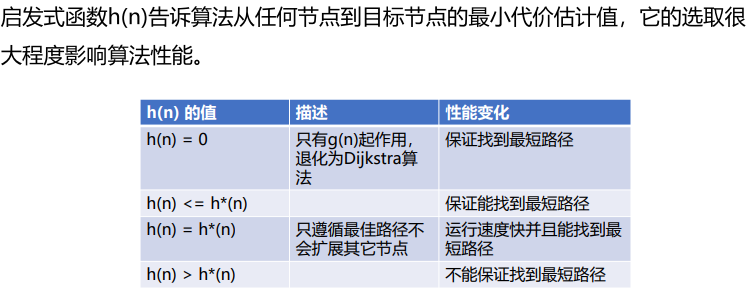 启发式函数h(n)告诉算法从任何节点到目标节点的最小代价估计值，它的选取很
大程度影响算法性能。
h(n) 的值 描述 性能变化
h(n) = 0 只有g(n)起作用， 保证找到最短路径
退化为Dijkstra算
法
h(n) <= h*(n) 保证能找到最短路径
h(n) = h*(n) 只遵循最佳路径不 运行速度快并且能找到最
会扩展其它节点 短路径
h(n) > h*(n) 不能保证找到最短路径